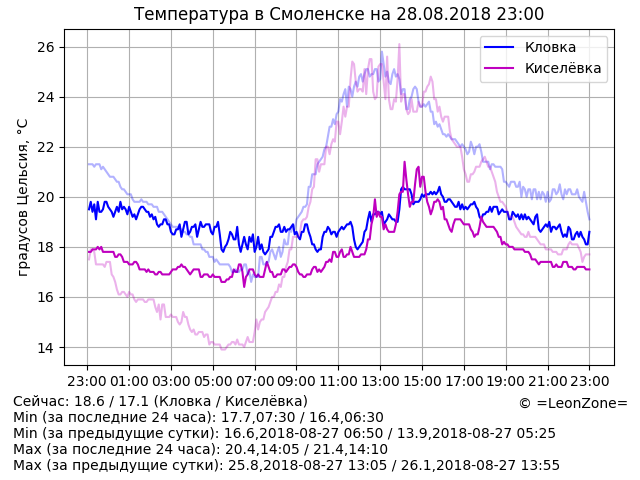 Температура в Смоленске на 28.08.2018 23:00
Кловка
Киселёвка
градусов Цельсия, °C
26
24
22
20
18
16
14
23:00 01:00 03:00 05:00 07:00 09:00 11:00 13:00 15:00 17:00 19:00 21:00 23:00
Сейчас: 18.6 / 17.1 (Кловка / Киселёвка)
© =LeonZone=
Min (за последние 24 часа): 17.7,07:30 / 16.4,06:30
Min (за предыдущие сутки): 16.6,2018-08-27 06:50 / 13.9,2018-08-27 05:25
Max (за последние 24 часа): 20.4,14:05 / 21.4,14:10
Max (за предыдущие сутки): 25.8,2018-08-27 13:05 / 26.1,2018-08-27 13:55